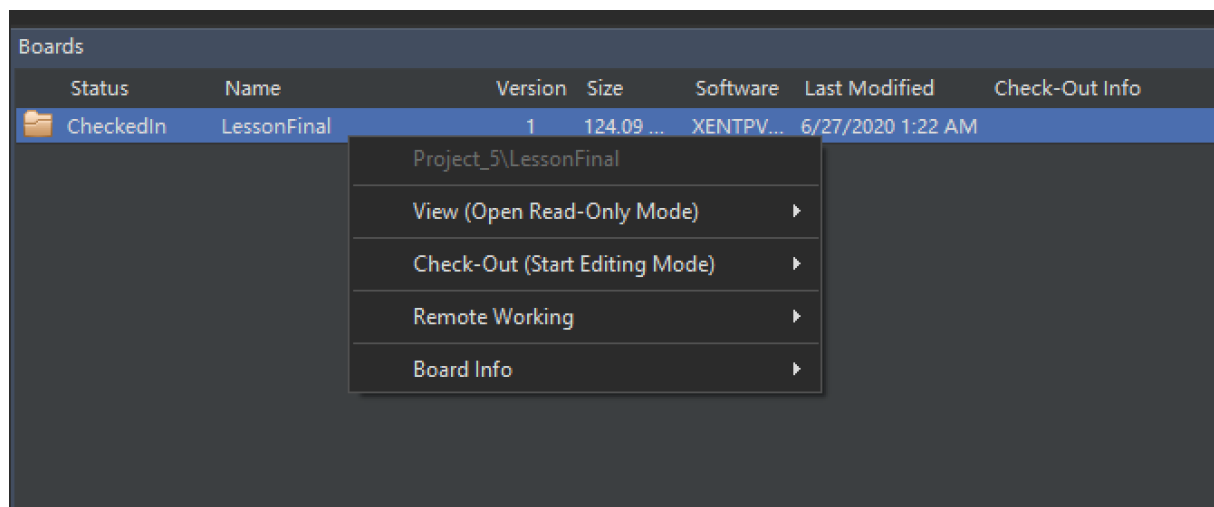 Boards
Status Name Version Size Software Last Modified Check-Out Info
CheckedIn LessonFinal 1 124.09 ... XENTPV... 6/27/2020 1:22 AM
Project_5\LessonFinal
View (Open Read-Only Mode)
Check-Out (Start Editing Mode)
Remote Working
Board Info